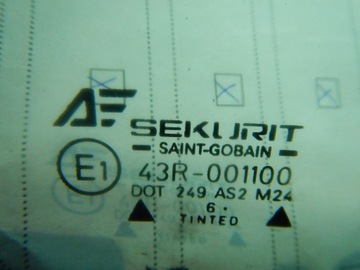 SEKURIT
SAINT-GOBAIN
E1
43R-001100
DOT 249 AS2 M24
6 •
TINTED